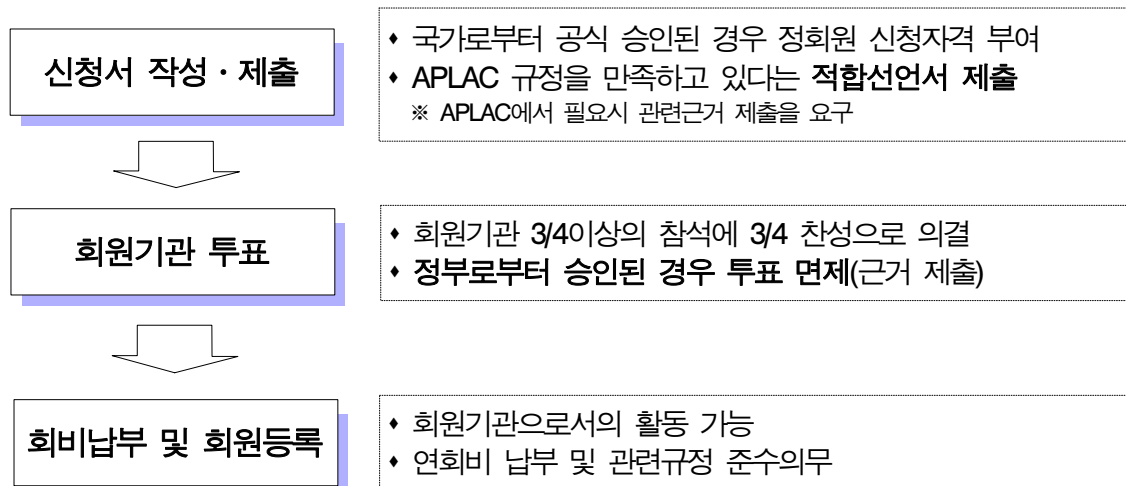 신청서 작성 · 제출
♦ 국가로부터 공식 승인된 경우 정회원 신청자격 부여
♦ APLAC 규정을 만족하고 있다는 적합선언서 제출
※ APLAC에서 필요시 관련근거 제출을 요구
회원기관 투표
♦ 회원기관 3/4이상의 참석에 3/4 찬성으로 의결
♦ 정부로부터 승인된 경우 투표 면제(근거 제출)
회비납부 및 회원등록
♦ 회원기관으로서의 활동 가능
♦ 연회비 납부 및 관련규정 준수의무